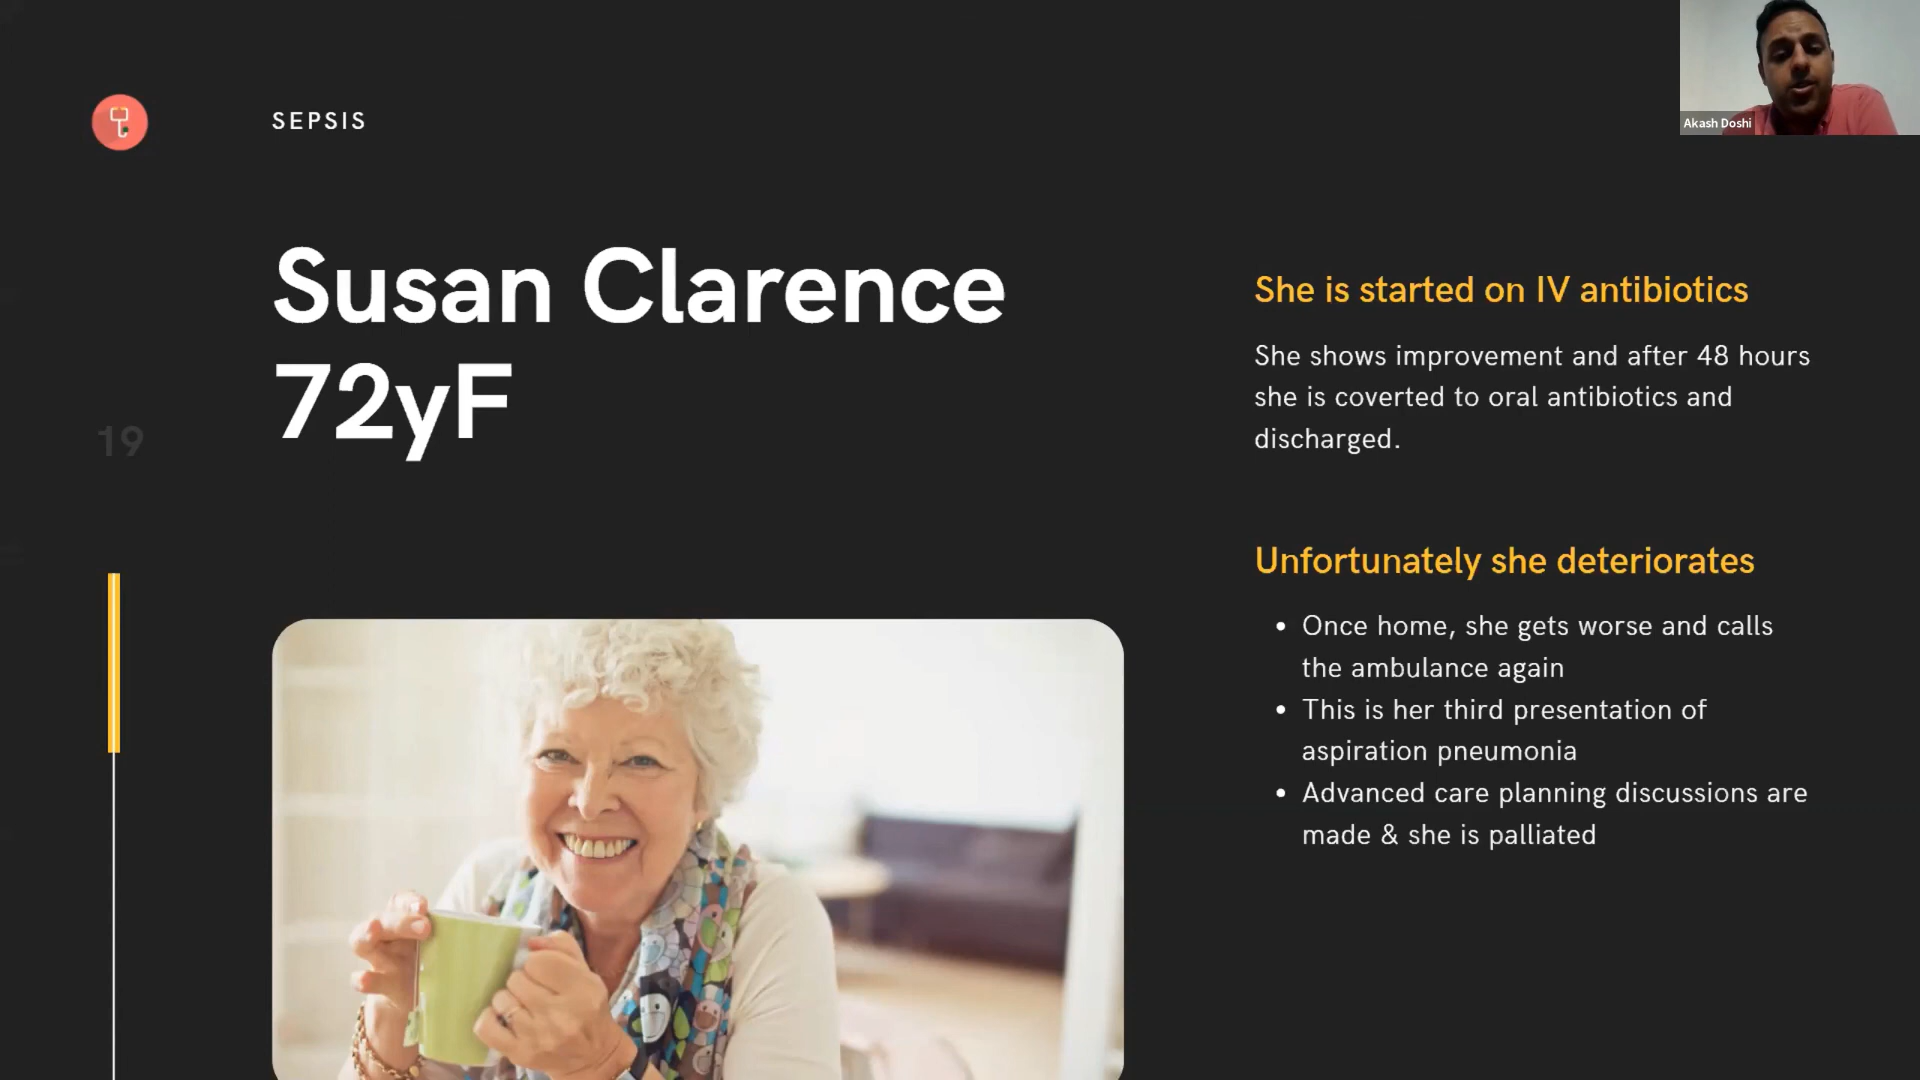 SEPSIS
Akash Doshi
Susan Clarence
72yF
19
She is started on IV antibiotics
She shows improvement and after 48 hours
she is coverted to oral antibiotics and
discharged.
Unfortunately she deteriorates
• Once home, she gets worse and calls
the ambulance again
• This is her third presentation of
aspiration pneumonia
• Advanced care planning discussions are
made & she is palliated